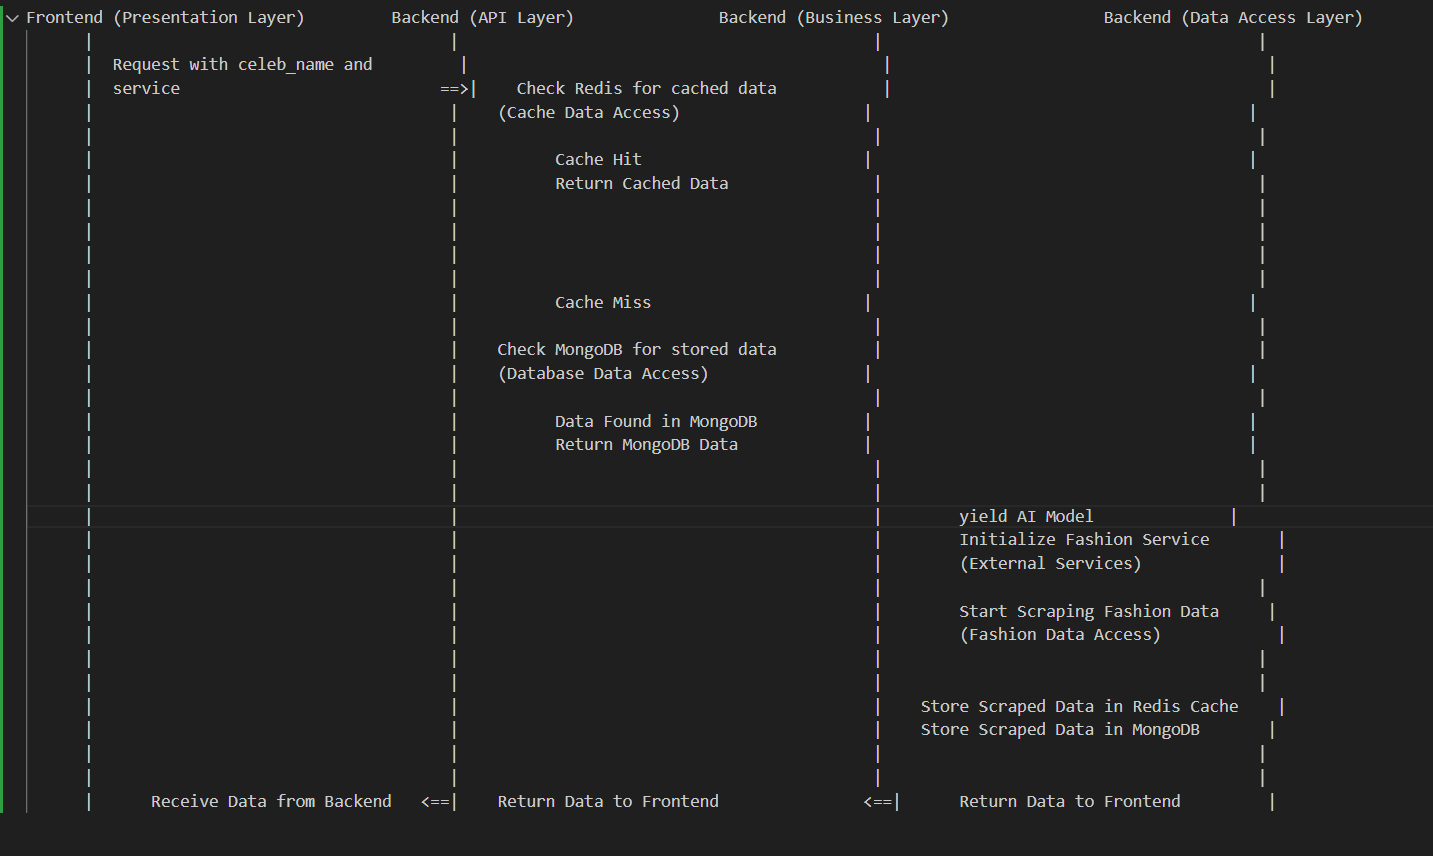 Frontend (Presentation Layer)         Backend (API Layer)               Backend (Business Layer)                Backend (Data Access Layer)
| | | |
| Request with celeb_name and | | |
| service ==>| Check Redis for cached data | |
| | (Cache Data Access) | |
| | | |
| | Cache Hit | |
| | Return Cached Data | |
| | | |
| | | |
| | | |
| | | |
| | Cache Miss | |
| | | |
| | Check MongoDB for stored data | |
| | (Database Data Access) | |
| | | |
| | Data Found in MongoDB | |
| | Return MongoDB Data | |
| | | |
| | | |
| | | yield AI Model |
| | | Initialize Fashion Service |
| | | (External Services) |
| | | |
| | | Start Scraping Fashion Data |
| | | (Fashion Data Access) |
| | | |
| | | |
| | | Store Scraped Data in Redis Cache |
| | | Store Scraped Data in MongoDB |
| | | |
| | | |
| Receive Data from Backend <==| Return Data to Frontend <==| Return Data to Frontend |